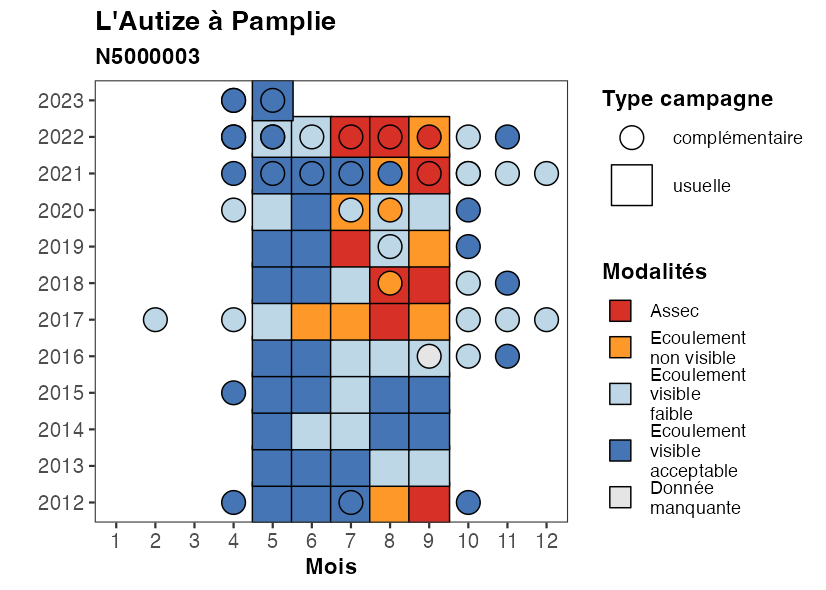 L'Autize à Pamplie
N5000003
2023
2022
2021
2020
2019
2018
2017
2016
2015
2014
2013
2012
1 2 3 4 5 6 7 8 9 10 11 12
Mois
Type campagne
complémentaire
usuelle
Modalités
Assec
Ecoulement
non visible
Ecoulement
visible
faible
Ecoulement
visible
acceptable
Donnée
manquante